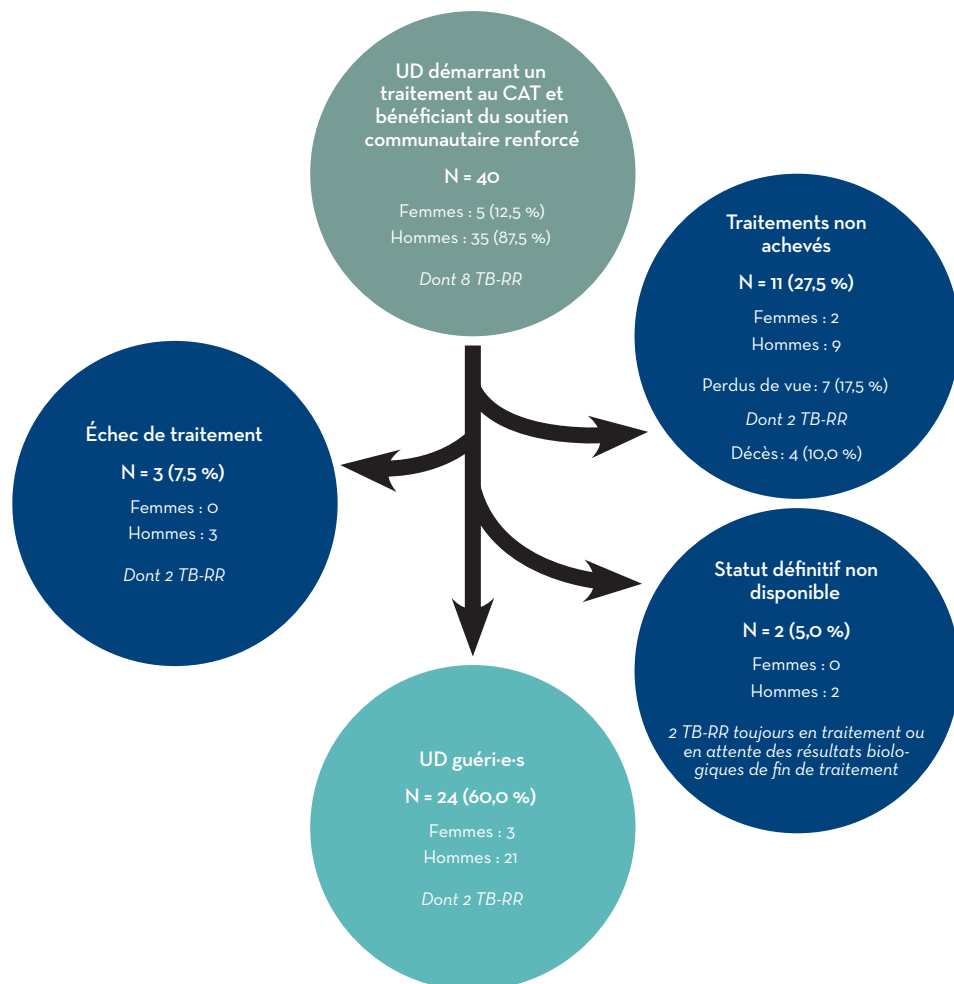 UD démarrant un
traitement au CAT et
bénéficiant du soutien
communautaire renforcé
N = 40
Femmes : 5 (12,5 %)
Hommes : 35 (87,5 %)
Dont 8 TB-RR
Traitements non
achevés
N = 11 (27,5 %)
Femmes : 2
Hommes : 9
Perdus de vue : 7 (17,5 %)
Dont 2 TB-RR
Décès : 4 (10,0 %)
Échec de traitement
N = 3 (7,5 %)
Femmes : 0
Hommes : 3
Dont 2 TB-RR
Statut définitif non
disponible
N = 2 (5,0 %)
Femmes : 0
Hommes : 2
2 TB-RR toujours en traitement ou
en attente des résultats biolo-
giques de fin de traitement
UD guéri·e·s
N = 24 (60,0 %)
Femmes : 3
Hommes : 21
Dont 2 TB-RR